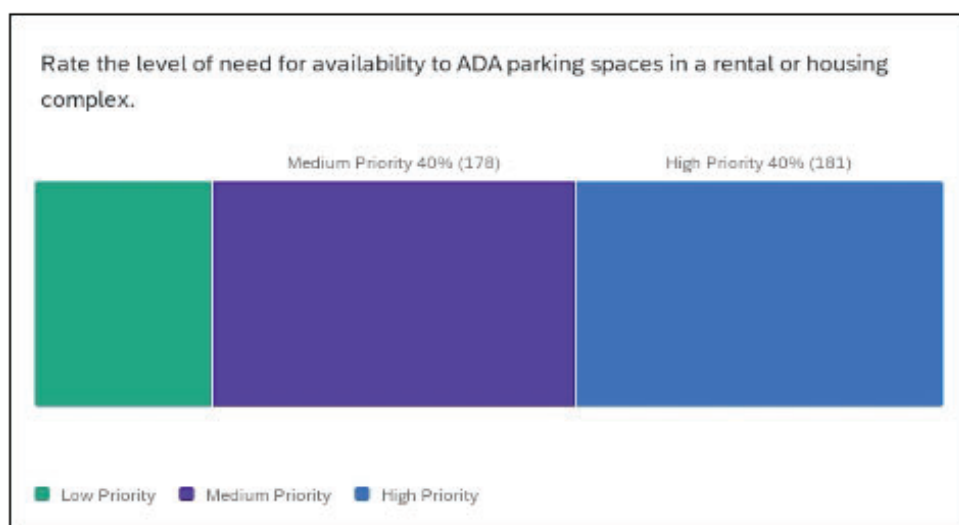 Rate the level of need for availability to ADA parking spaces in a rental or housing
complex.
Medium Priority 40% (178) High Priority 40% (181)
Low Priority Medium Priority High Priority